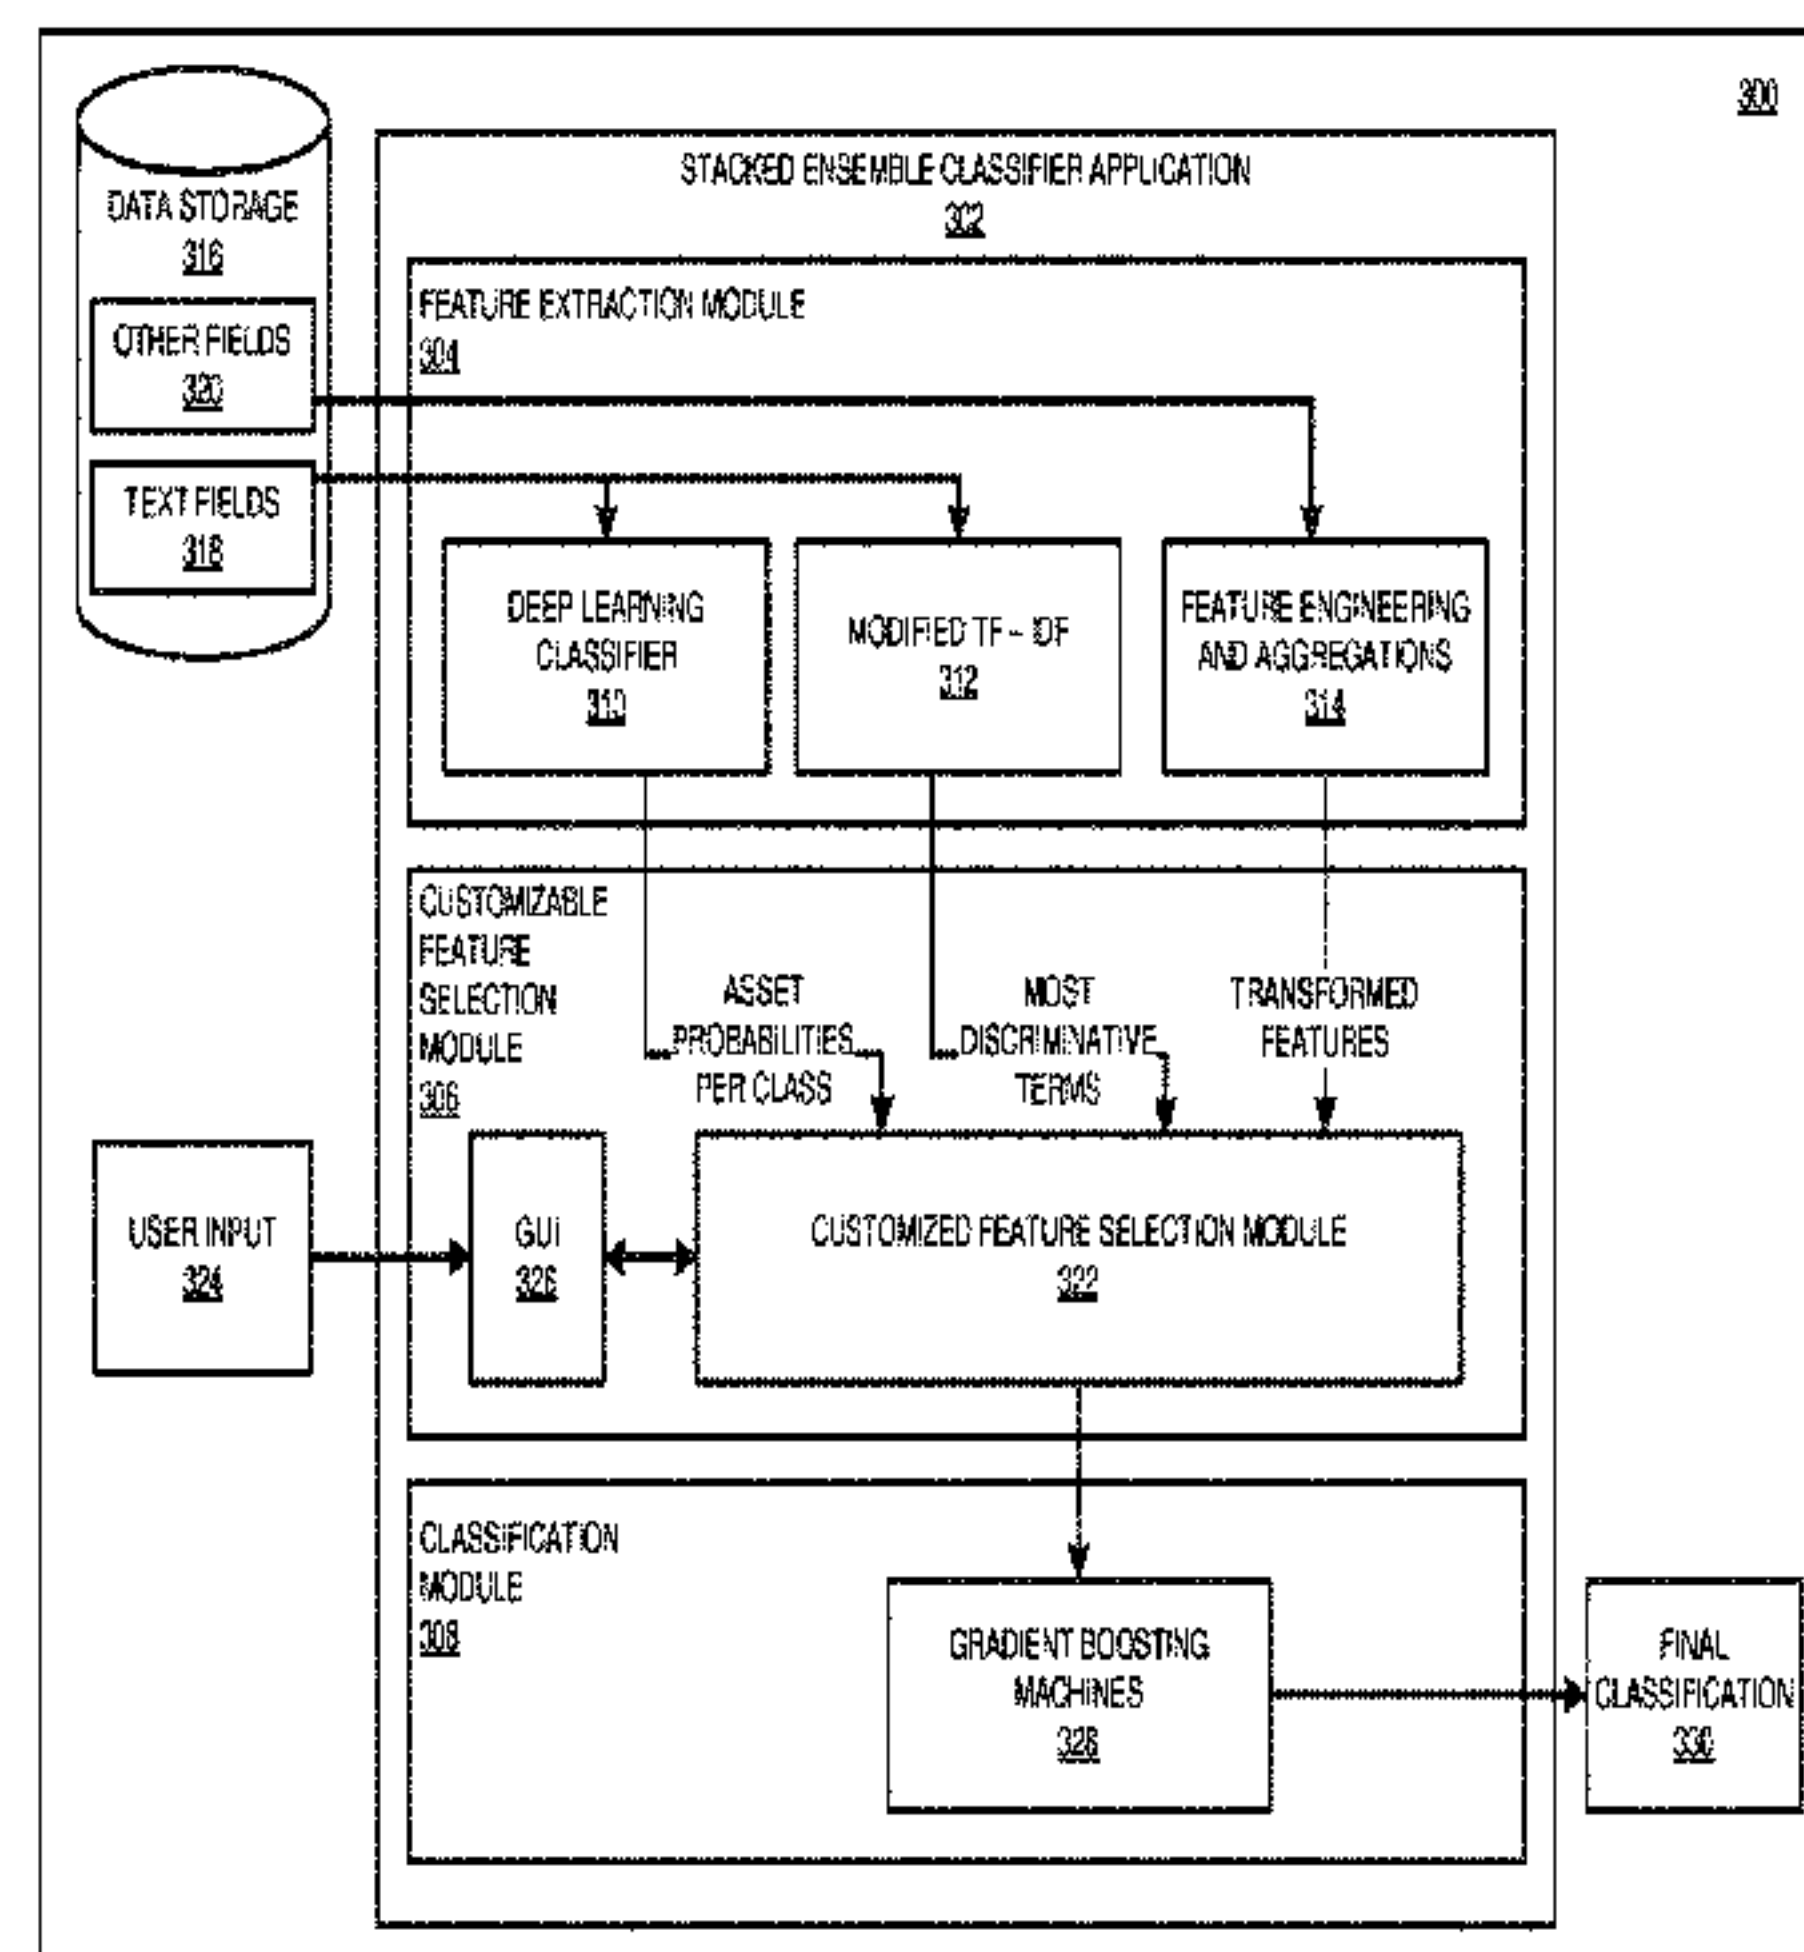 300
DATA STORAGE
316
OTHER FIELDS
320
TEXT FIELDS
318
STACKED ENSEMBLE CLASSIFIER APPLICATION
302
FEATURE EXTRACTION MODULE
304
DEEP LEARNING
CLASSIFIER
310
MODIFIED TF – IDF
312
FEATURE ENGINEERING
AND AGGREGATIONS
314
CUSTOMIZABLE
FEATURE
SELECTION
MODULE
306
ASSET
PROBABILITIES
PER CLASS
MOST
DISCRIMINATIVE
TERMS
TRANSFORMED
FEATURES
USER INPUT
324
GUI
326
CUSTOMIZED FEATURE SELECTION MODULE
322
CLASSIFICATION
MODULE
308
GRADIENT BOOSTING
MACHINES
328
FINAL
CLASSIFICATION
330